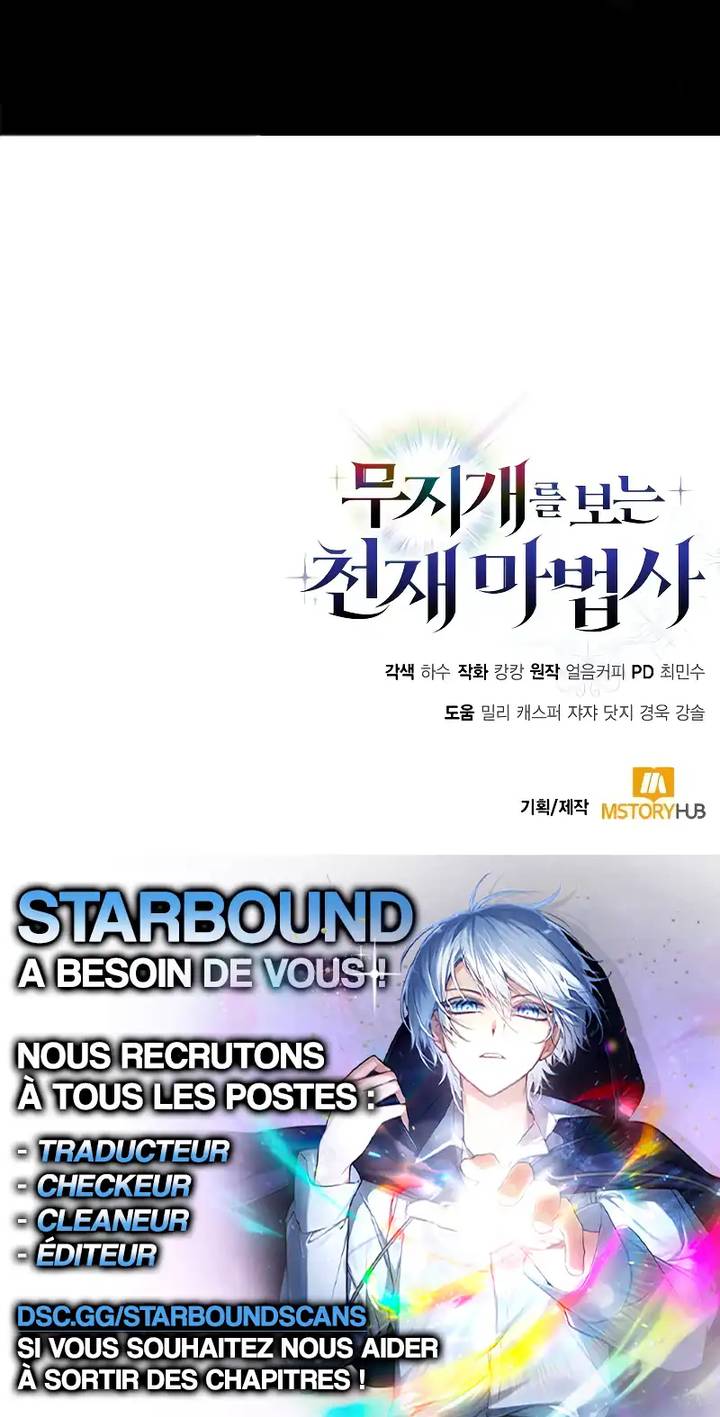 무지개를 보는
천재 마법사
각색 하수 작화 캉캉 원작 얼음커피 PD 최민수
도움 밀리 캐스퍼 쟈쟈 닷지 경욱 강솔
기획/제작 MSTORYHUB
STARBOUND
A BESOIN DE VOUS !
NOUS RECRUTONS
À TOUS LES POSTES :
- TRADUCTEUR
- CHECKEUR
- CLEANEUR
- ÉDITEUR
DSC.GG/STARBOUNDSCANS
SI VOUS SOUHAITEZ NOUS AIDER
À SORTIR DES CHAPITRES !